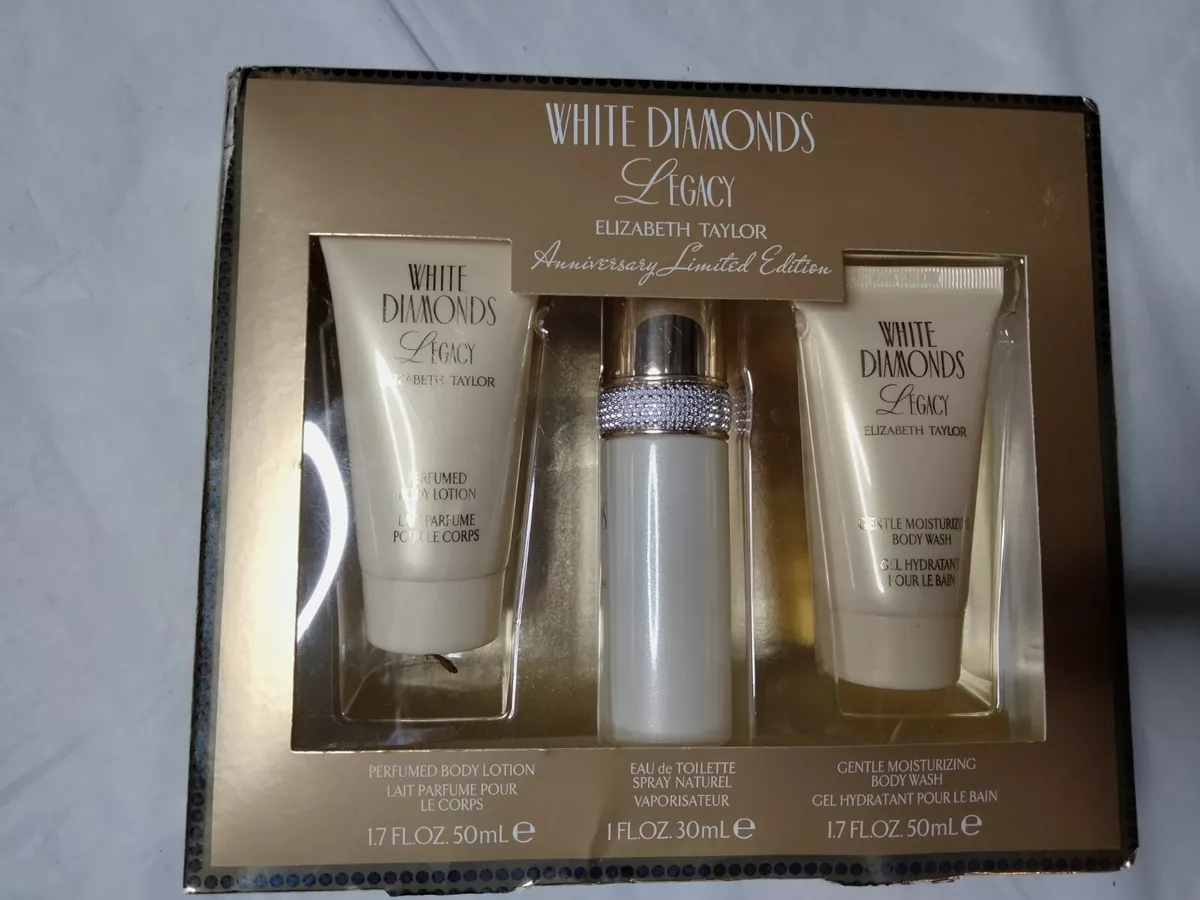 WHITE DIAMONDS
LEGACY
ELIZABETH TAYLOR
Anniversary Limited Edition
WHITE
DIAMONDS
LEGACY
ELIZABETH TAYLOR
PERFUMED
BODY LOTION
LAIT PARFUME
POUR LE CORPS
WHITE
DIAMONDS
LEGACY
ELIZABETH TAYLOR
GENTLE MOISTURIZING
BODY WASH
GEL HYDRATANT
POUR LE BAIN
PERFUMED BODY LOTION
LAIT PARFUME POUR
LE CORPS
1.7 FL.OZ. 50mL e
EAU de TOILETTE
SPRAY NATUREL
VAPORISATEUR
1 FL.OZ. 30mL e
GENTLE MOISTURIZING
BODY WASH
GEL HYDRATANT POUR LE BAIN
1.7 FL.OZ. 50mL e